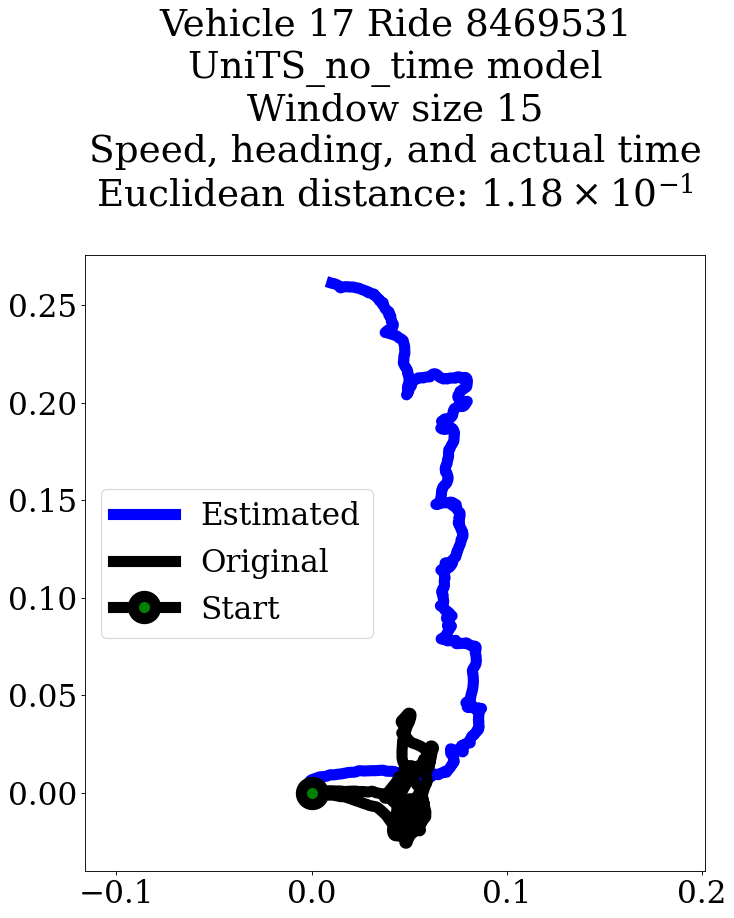 Vehicle 17 Ride 8469531
UniTS_no_time model
Window size 15
Speed, heading, and actual time
Euclidean distance: 1.18 × 10⁻¹
0.25
0.20
0.15
0.10
0.05
0.00
Estimated
Original
Start
−0.1
0.0
0.1
0.2